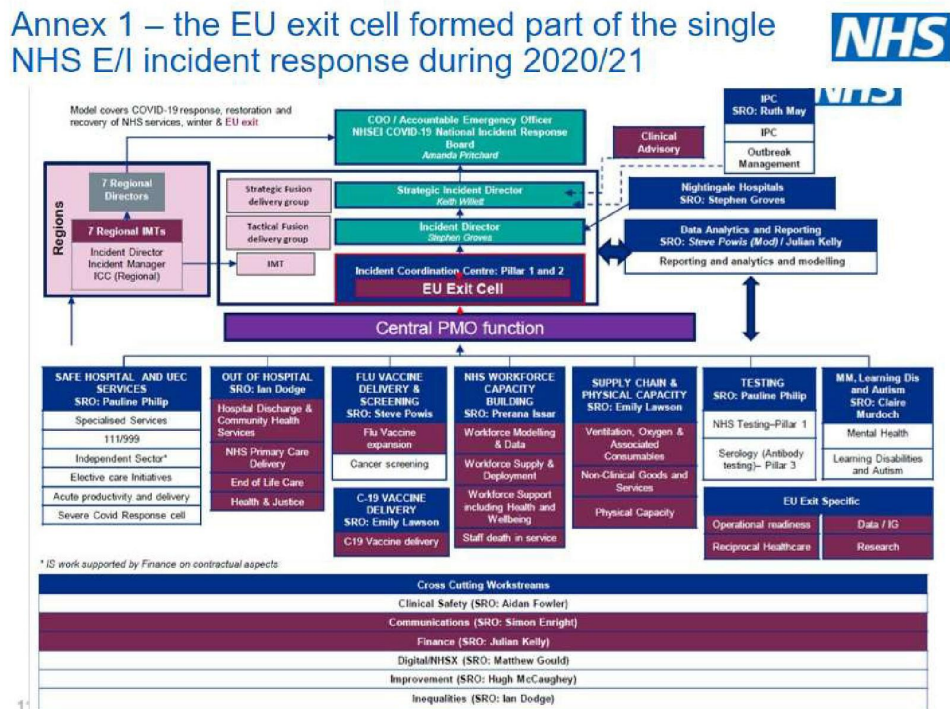 Annex 1 – the EU exit cell formed part of the single
NHS E/I incident response during 2020/21
NHS
NHS
Model covers COVID-19 response, restoration and
recovery of NHS services, winter & EU exit
COO / Accountable Emergency Officer
NHSEI COVID-19 National Incident Response
Board
Amanda Pritchard
Clinical
Advisory
IPC
SRO: Ruth May
IPC
Outbreak
Management
Regions
7 Regional
Directors
7 Regional IMTs
Incident Director
Incident Manager
ICC (Regional)
Strategic Fusion
delivery group
Tactical Fusion
delivery group
IMT
Strategic Incident Director
Keith Willett
Incident Director
Stephen Groves
Incident Coordination Centre: Pillar 1 and 2
EU Exit Cell
Nightingale Hospitals
SRO: Stephen Groves
Data Analytics and Reporting
SRO: Steve Powis (Mod) / Julian Kelly
Reporting and analytics and modelling
Central PMO function
SAFE HOSPITAL AND UEC
SERVICES
SRO: Pauline Philip
Specialised Services
111/999
Independent Sector*
Elective care Initiatives
Acute productivity and delivery
Severe Covid Response cell
OUT OF HOSPITAL
SRO: Ian Dodge
Hospital Discharge &
Community Health
Services
NHS Primary Care
Delivery
End of Life Care
Health & Justice
FLU VACCINE
DELIVERY &
SCREENING
SRO: Steve Powis
Flu Vaccine
expansion
Cancer screening
C-19 VACCINE
DELIVERY
SRO: Emily Lawson
C19 Vaccine delivery
NHS WORKFORCE
CAPACITY
BUILDING
SRO: Prerana Issar
Workforce Modelling
& Data
Workforce Supply &
Deployment
Workforce Support
including Health and
Wellbeing
Staff death in service
SUPPLY CHAIN &
PHYSICAL CAPACITY
SRO: Emily Lawson
Ventilation, Oxygen &
Associated
Consumables
Non-Clinical Goods and
Services
Physical Capacity
TESTING
SRO: Pauline Philip
NHS Testing–Pillar 1
Serology (Antibody
testing)– Pillar 3
MM, Learning Dis
and Autism
SRO: Claire
Murdoch
Mental Health
Learning Disabilities
and Autism
EU Exit Specific
Operational readiness
Data / IG
Reciprocal Healthcare
Research
* IS work supported by Finance on contractual aspects
Cross Cutting Workstreams
Clinical Safety (SRO: Aidan Fowler)
Communications (SRO: Simon Enright)
Finance (SRO: Julian Kelly)
Digital/NHSX (SRO: Matthew Gould)
Improvement (SRO: Hugh McCaughey)
Inequalities (SRO: Ian Dodge)